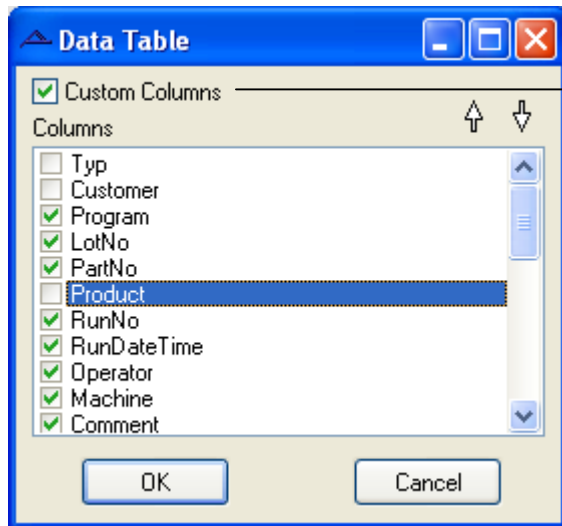 Data Table
Custom Columns
Columns
Typ
Customer
Program
LotNo
PartNo
Product
RunNo
RunDateTime
Operator
Machine
Comment
OK Cancel